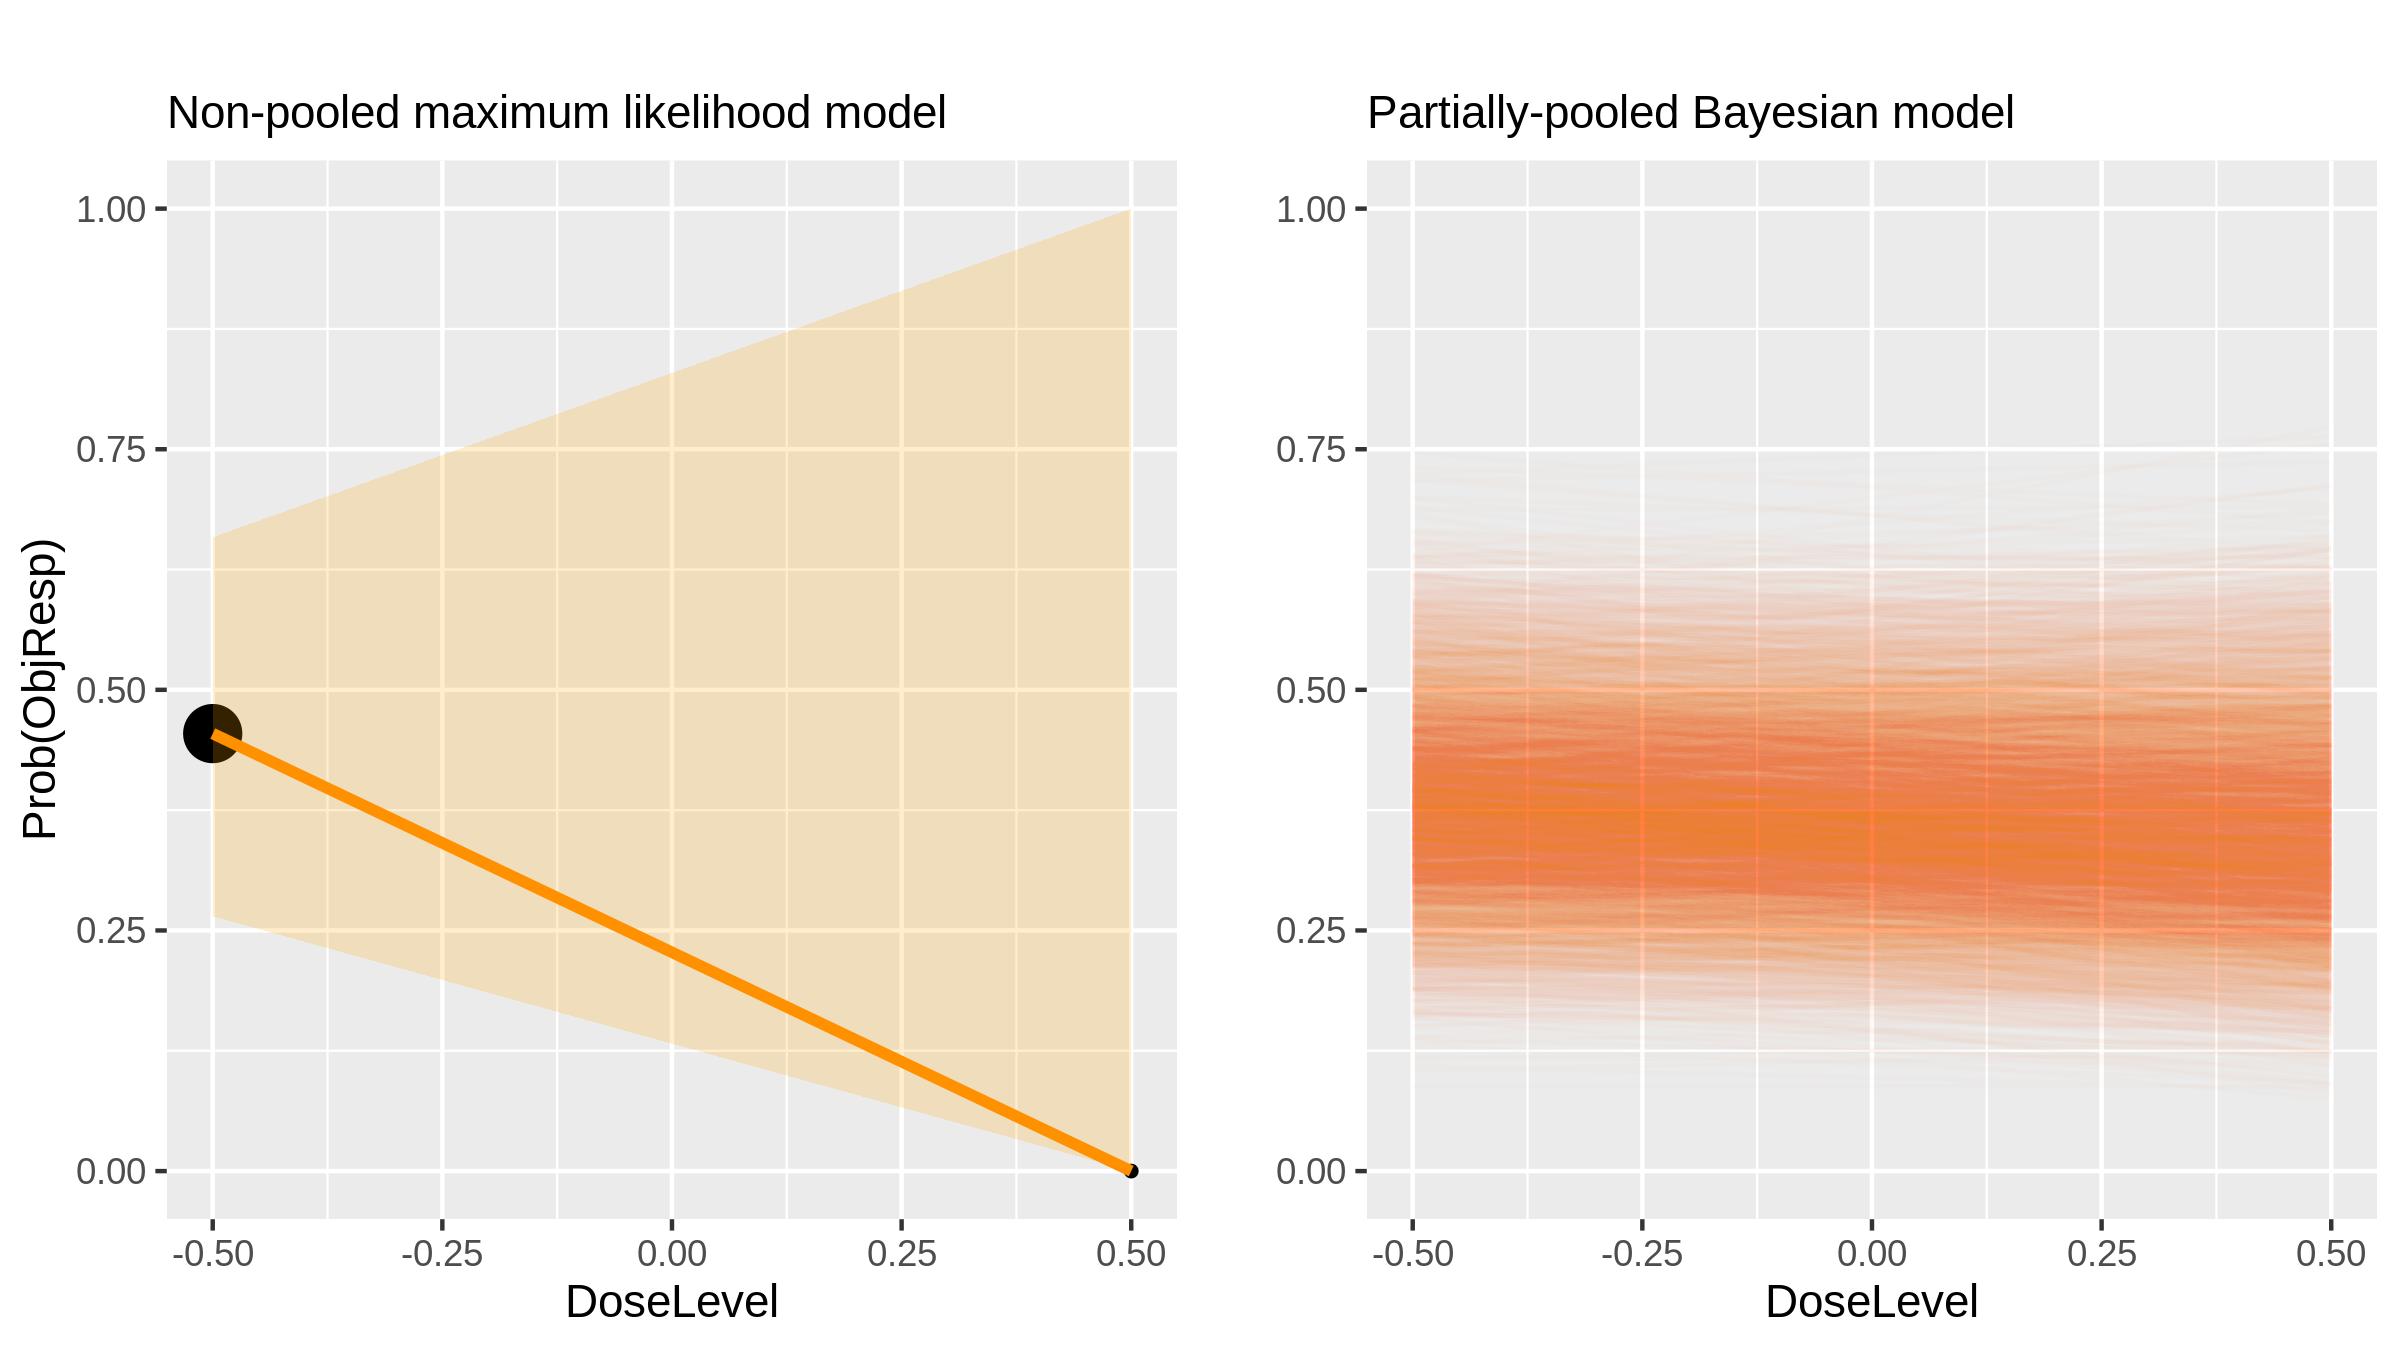 Non-pooled maximum likelihood model
Prob(ObjResp)
1.00
0.75
0.50
0.25
0.00
-0.50 -0.25 0.00 0.25 0.50
DoseLevel
Partially-pooled Bayesian model
1.00
0.75
0.50
0.25
0.00
-0.50 -0.25 0.00 0.25 0.50
DoseLevel